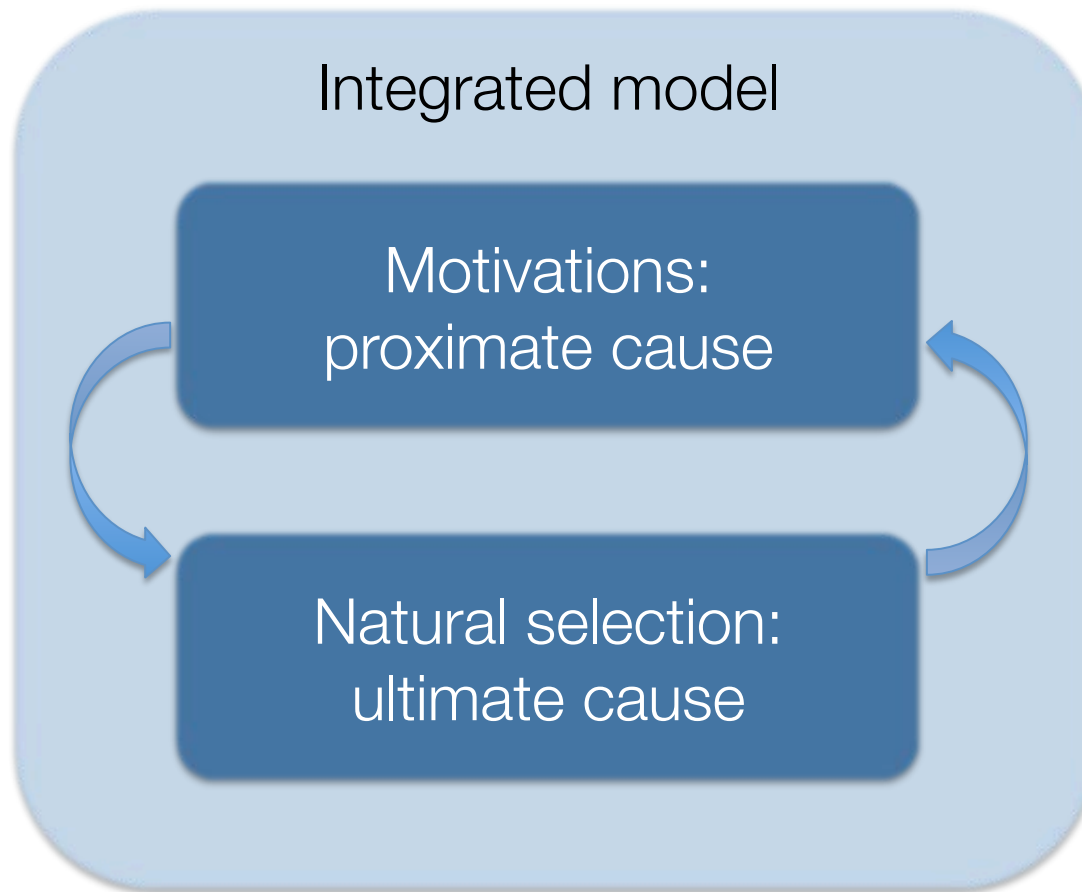 Integrated model
Motivations:
proximate cause
Natural selection:
ultimate cause